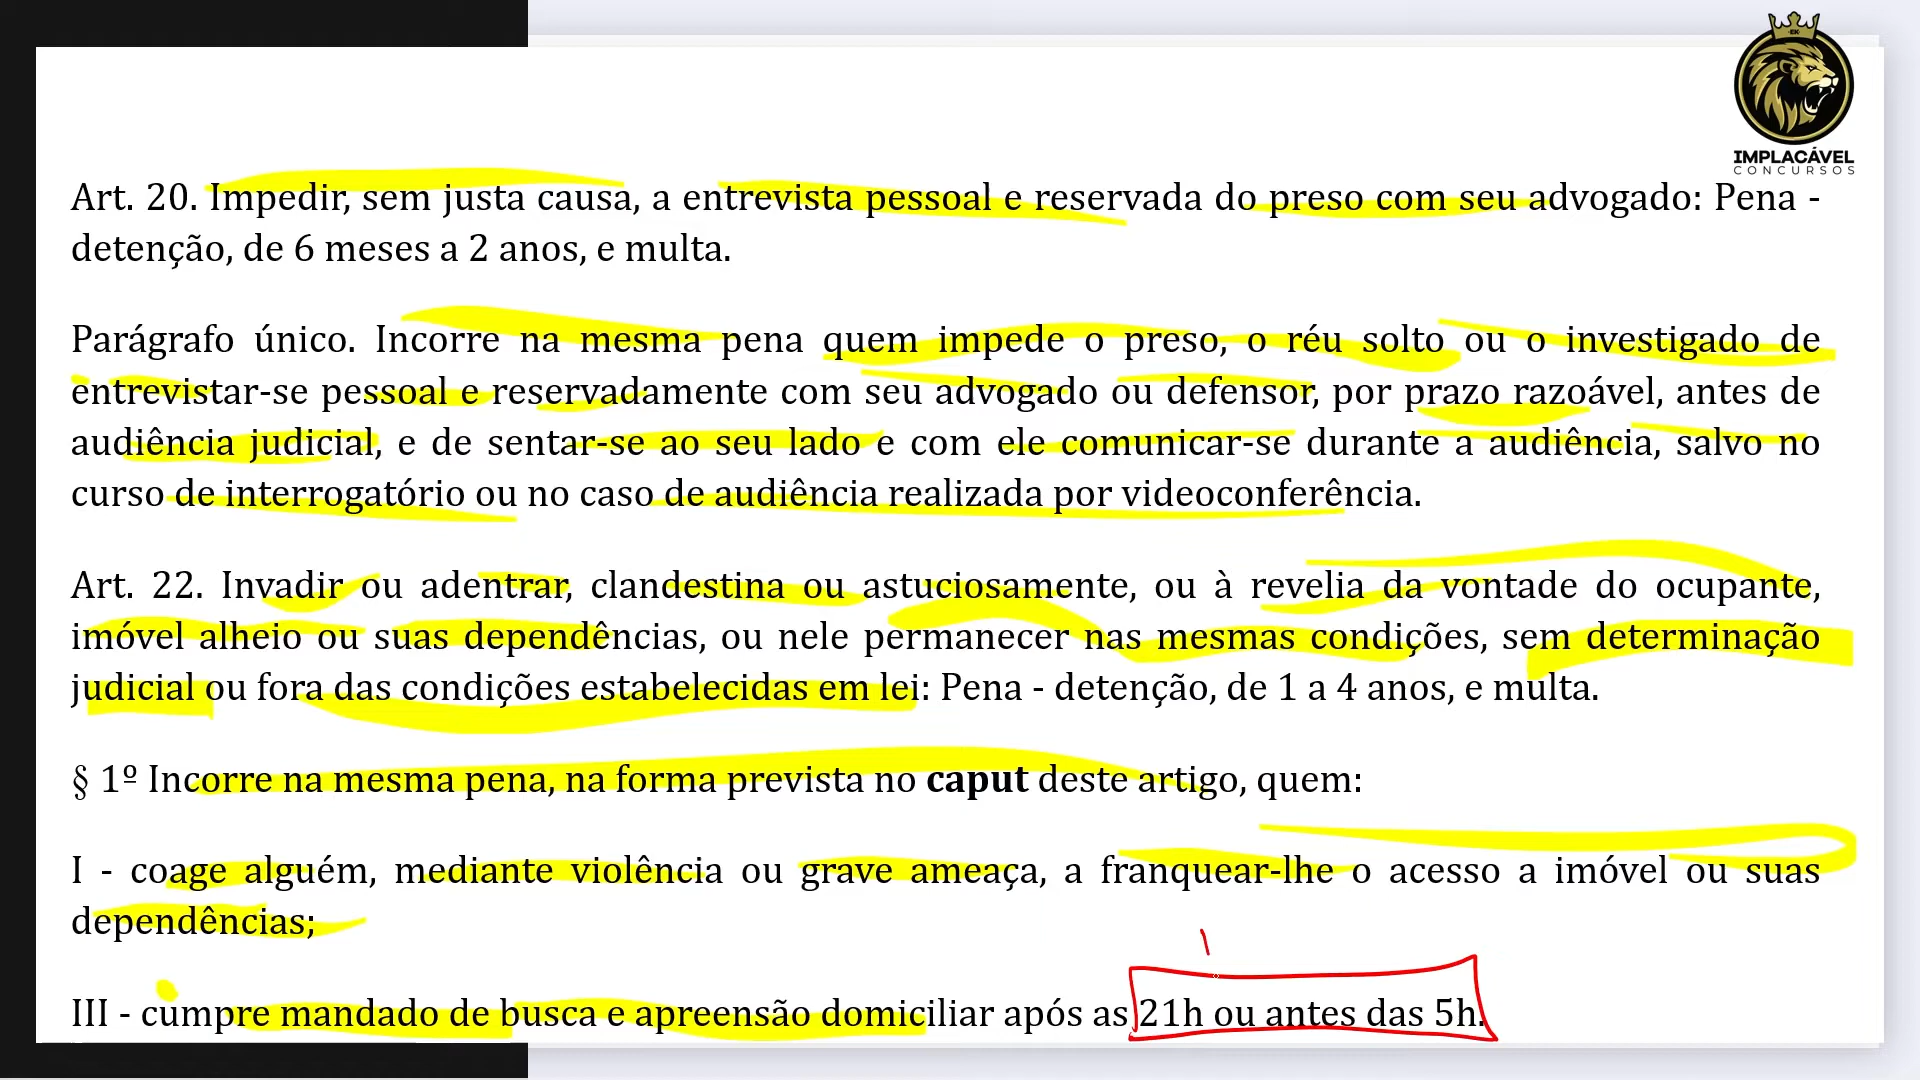 IMPLACÁVEL
CONCURSOS
Art. 20. Impedir, sem justa causa, a entrevista pessoal e reservada do preso com seu advogado: Pena -
detenção, de 6 meses a 2 anos, e multa.
Parágrafo único. Incorre na mesma pena quem impede o preso, o réu solto ou o investigado de
entrevistar-se pessoal e reservadamente com seu advogado ou defensor, por prazo razoável, antes de
audiência judicial, e de sentar-se ao seu lado e com ele comunicar-se durante a audiência, salvo no
curso de interrogatório ou no caso de audiência realizada por videoconferência.
Art. 22. Invadir ou adentrar, clandestina ou astuciosamente, ou à revelia da vontade do ocupante,
imóvel alheio ou suas dependências, ou nele permanecer nas mesmas condições, sem determinação
judicial ou fora das condições estabelecidas em lei: Pena - detenção, de 1 a 4 anos, e multa.
§ 1º Incorre na mesma pena, na forma prevista no caput deste artigo, quem:
I - coage alguém, mediante violência ou grave ameaça, a franquear-lhe o acesso a imóvel ou suas
dependências;
III - cumpre mandado de busca e apreensão domiciliar após as 21h ou antes das 5h.